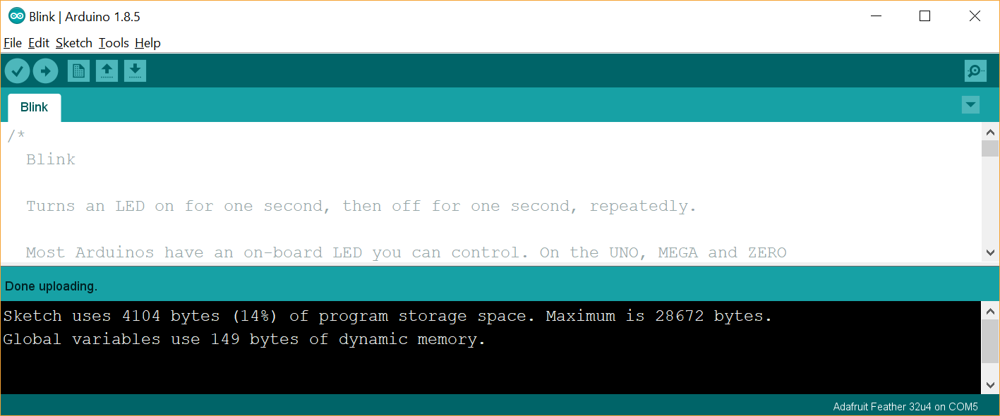 Blink | Arduino 1.8.5
File Edit Sketch Tools Help
Blink
/*
Blink
Turns an LED on for one second, then off for one second, repeatedly.
Most Arduinos have an on-board LED you can control. On the UNO, MEGA and ZERO
Done uploading.
Sketch uses 4104 bytes (14%) of program storage space. Maximum is 28672 bytes.
Global variables use 149 bytes of dynamic memory.
Adafruit Feather 32u4 on COM5